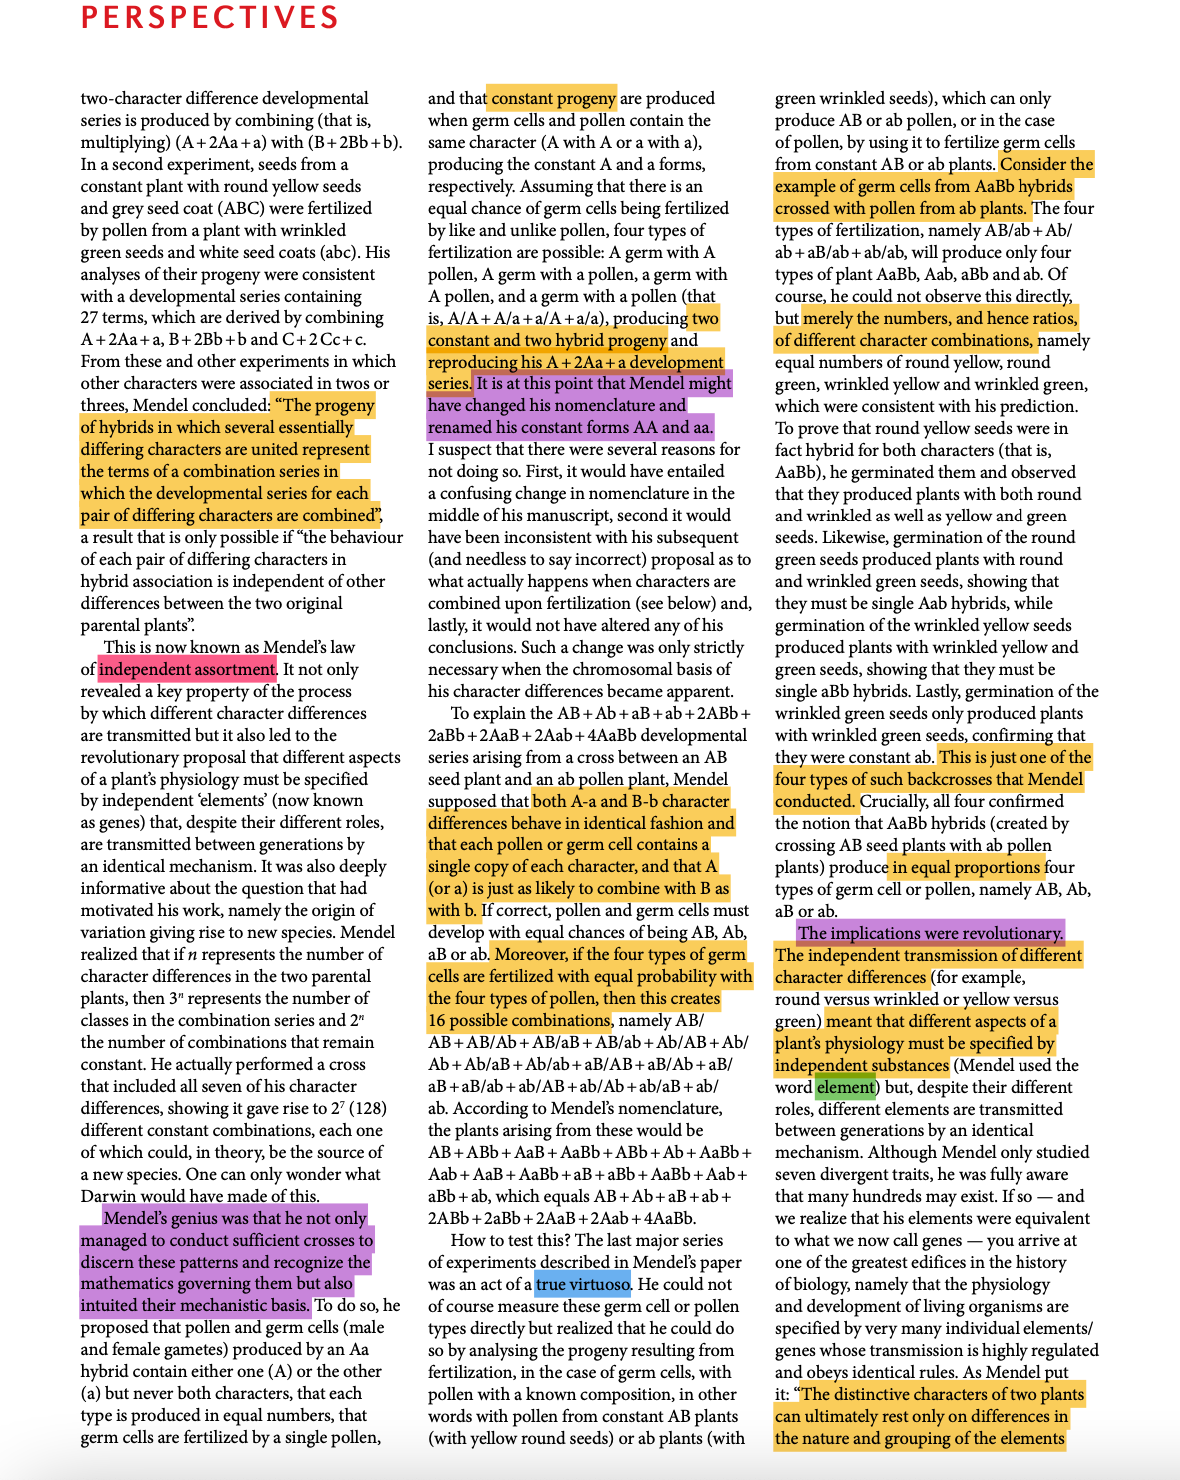 PERSPECTIVES
two-character difference developmental
series is produced by combining (that is,
multiplying) (A + 2Aa + a) with (B + 2Bb + b).
In a second experiment, seeds from a
constant plant with round yellow seeds
and grey seed coat (ABC) were fertilized
by pollen from a plant with wrinkled
green seeds and white seed coats (abc). His
analyses of their progeny were consistent
with a developmental series containing
27 terms, which are derived by combining
A + 2Aa + a, B + 2Bb + b and C + 2 Cc + c.
From these and other experiments in which
other characters were associated in twos or
threes, Mendel concluded: “The progeny
of hybrids in which several essentially
differing characters are united represent
the terms of a combination series in
which the developmental series for each
pair of differing characters are combined”,
a result that is only possible if “the behaviour
of each pair of differing characters in
hybrid association is independent of other
differences between the two original
parental plants”.
This is now known as Mendel’s law
of independent assortment. It not only
revealed a key property of the process
by which different character differences
are transmitted but it also led to the
revolutionary proposal that different aspects
of a plant’s physiology must be specified
by independent ‘elements’ (now known
as genes) that, despite their different roles,
are transmitted between generations by
an identical mechanism. It was also deeply
informative about the question that had
motivated his work, namely the origin of
variation giving rise to new species. Mendel
realized that if n represents the number of
character differences in the two parental
plants, then 3ⁿ represents the number of
classes in the combination series and 2ⁿ
the number of combinations that remain
constant. He actually performed a cross
that included all seven of his character
differences, showing it gave rise to 2⁷ (128)
different constant combinations, each one
of which could, in theory, be the source of
a new species. One can only wonder what
Darwin would have made of this.
Mendel’s genius was that he not only
managed to conduct sufficient crosses to
discern these patterns and recognize the
mathematics governing them but also
intuited their mechanistic basis. To do so, he
proposed that pollen and germ cells (male
and female gametes) produced by an Aa
hybrid contain either one (A) or the other
(a) but never both characters, that each
type is produced in equal numbers, that
germ cells are fertilized by a single pollen,
and that constant progeny are produced
when germ cells and pollen contain the
same character (A with A or a with a),
producing the constant A and a forms,
respectively. Assuming that there is an
equal chance of germ cells being fertilized
by like and unlike pollen, four types of
fertilization are possible: A germ with A
pollen, A germ with a pollen, a germ with
A pollen, and a germ with a pollen (that
is, A/A + A/a + a/A + a/a), producing two
constant and two hybrid progeny and
reproducing his A + 2Aa + a development
series. It is at this point that Mendel might
have changed his nomenclature and
renamed his constant forms AA and aa.
I suspect that there were several reasons for
not doing so. First, it would have entailed
a confusing change in nomenclature in the
middle of his manuscript, second it would
have been inconsistent with his subsequent
(and needless to say incorrect) proposal as to
what actually happens when characters are
combined upon fertilization (see below) and,
lastly, it would not have altered any of his
conclusions. Such a change was only strictly
necessary when the chromosomal basis of
his character differences became apparent.
To explain the AB + Ab + aB + ab + 2ABb +
2aBb + 2AaB + 2Aab + 4AaBb developmental
series arising from a cross between an AB
seed plant and an ab pollen plant, Mendel
supposed that both A-a and B-b character
differences behave in identical fashion and
that each pollen or germ cell contains a
single copy of each character, and that A
(or a) is just as likely to combine with B as
with b. If correct, pollen and germ cells must
develop with equal chances of being AB, Ab,
aB or ab. Moreover, if the four types of germ
cells are fertilized with equal probability with
the four types of pollen, then this creates
16 possible combinations, namely AB/
AB + AB/Ab + AB/aB + AB/ab + Ab/AB + Ab/
Ab + Ab/aB + Ab/ab + aB/AB + aB/Ab + aB/
aB + aB/ab + ab/AB + ab/Ab + ab/aB + ab/
ab. According to Mendel’s nomenclature,
the plants arising from these would be
AB + ABb + AaB + AaBb + ABb + Ab + AaBb +
Aab + AaB + AaBb + aB + aBb + AaBb + Aab +
aBb + ab, which equals AB + Ab + aB + ab +
2ABb + 2aBb + 2AaB + 2Aab + 4AaBb.
How to test this? The last major series
of experiments described in Mendel’s paper
was an act of a true virtuoso. He could not
of course measure these germ cell or pollen
types directly but realized that he could do
so by analysing the progeny resulting from
fertilization, in the case of germ cells, with
pollen with a known composition, in other
words with pollen from constant AB plants
(with yellow round seeds) or ab plants (with
green wrinkled seeds), which can only
produce AB or ab pollen, or in the case
of pollen, by using it to fertilize germ cells
from constant AB or ab plants. Consider the
example of germ cells from AaBb hybrids
crossed with pollen from ab plants. The four
types of fertilization, namely AB/ab + Ab/
ab + aB/ab + ab/ab, will produce only four
types of plant AaBb, Aab, aBb and ab. Of
course, he could not observe this directly,
but merely the numbers, and hence ratios,
of different character combinations, namely
equal numbers of round yellow, round
green, wrinkled yellow and wrinkled green,
which were consistent with his prediction.
To prove that round yellow seeds were in
fact hybrid for both characters (that is,
AaBb), he germinated them and observed
that they produced plants with both round
and wrinkled as well as yellow and green
seeds. Likewise, germination of the round
green seeds produced plants with round
and wrinkled green seeds, showing that
they must be single Aab hybrids, while
germination of the wrinkled yellow seeds
produced plants with wrinkled yellow and
green seeds, showing that they must be
single aBb hybrids. Lastly, germination of the
wrinkled green seeds only produced plants
with wrinkled green seeds, confirming that
they were constant ab. This is just one of the
four types of such backcrosses that Mendel
conducted. Crucially, all four confirmed
the notion that AaBb hybrids (created by
crossing AB seed plants with ab pollen
plants) produce in equal proportions four
types of germ cell or pollen, namely AB, Ab,
aB or ab.
The implications were revolutionary.
The independent transmission of different
character differences (for example,
round versus wrinkled or yellow versus
green) meant that different aspects of a
plant’s physiology must be specified by
independent substances (Mendel used the
word element) but, despite their different
roles, different elements are transmitted
between generations by an identical
mechanism. Although Mendel only studied
seven divergent traits, he was fully aware
that many hundreds may exist. If so — and
we realize that his elements were equivalent
to what we now call genes — you arrive at
one of the greatest edifices in the history
of biology, namely that the physiology
and development of living organisms are
specified by very many individual elements/
genes whose transmission is highly regulated
and obeys identical rules. As Mendel put
it: “The distinctive characters of two plants
can ultimately rest only on differences in
the nature and grouping of the elements